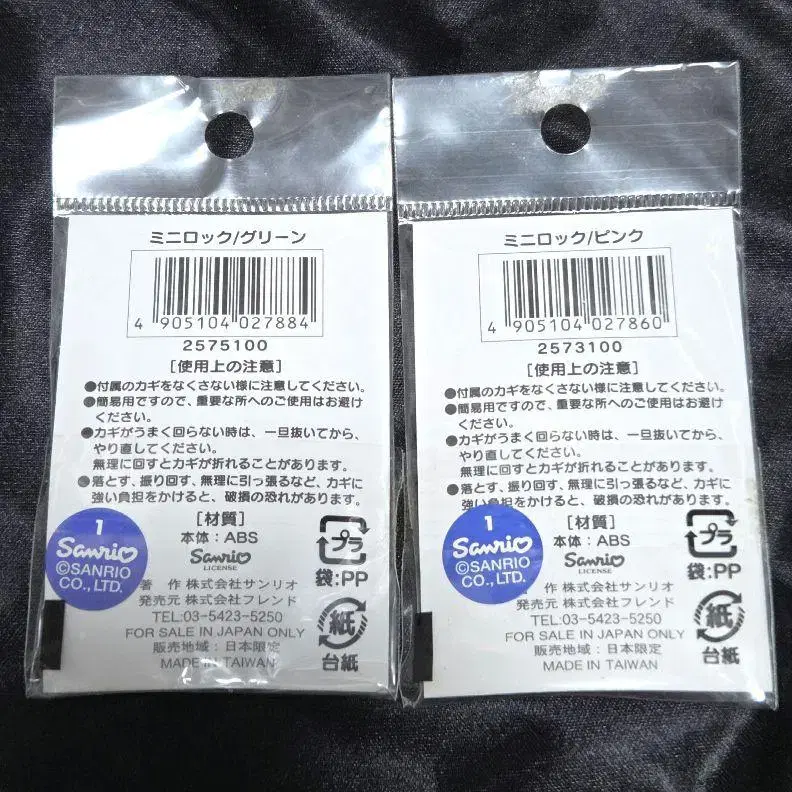 ミニロック/グリーン
4 905104 027884
2575100
[使用上の注意]
●付属のカギをなくさない様に注意してください。
●簡易用ですので、重要な所へのご使用はお避け
ください。
●カギがうまく回らない時は、一旦抜いてから、
やり直してください。
無理に回すとカギが折れることがあります。
●落とす、振り回す、無理に引っ張るなど、カギに
強い負担をかけると、破損の恐れがあります。
[材質]
本体:ABS
Sanrio
LICENSE
プラ
袋:PP
1
Sanrio
©SANRIO
CO., LTD.
著 作 株式会社サンリオ
発売元 株式会社フレンド
TEL:03-5423-5250
FOR SALE IN JAPAN ONLY
販売地域:日本限定
MADE IN TAIWAN
紙
台紙
ミニロック/ピンク
4 905104 027860
2573100
[使用上の注意]
●付属のカギをなくさない様に注意してください。
●簡易用ですので、重要な所へのご使用はお避け
ください。
●カギがうまく回らない時は、一旦抜いてから、
やり直してください。
無理に回すとカギが折れることがあります。
●落とす、振り回す、無理に引っ張るなど、カギに
強い負担をかけると、破損の恐れがあります。
[材質]
本体:ABS
Sanrio
LICENSE
プラ
袋:PP
1
Sanrio
©SANRIO
CO., LTD.
作 株式会社サンリオ
発売元 株式会社フレンド
TEL:03-5423-5250
FOR SALE IN JAPAN ONLY
販売地域:日本限定
MADE IN TAIWAN
紙
台紙